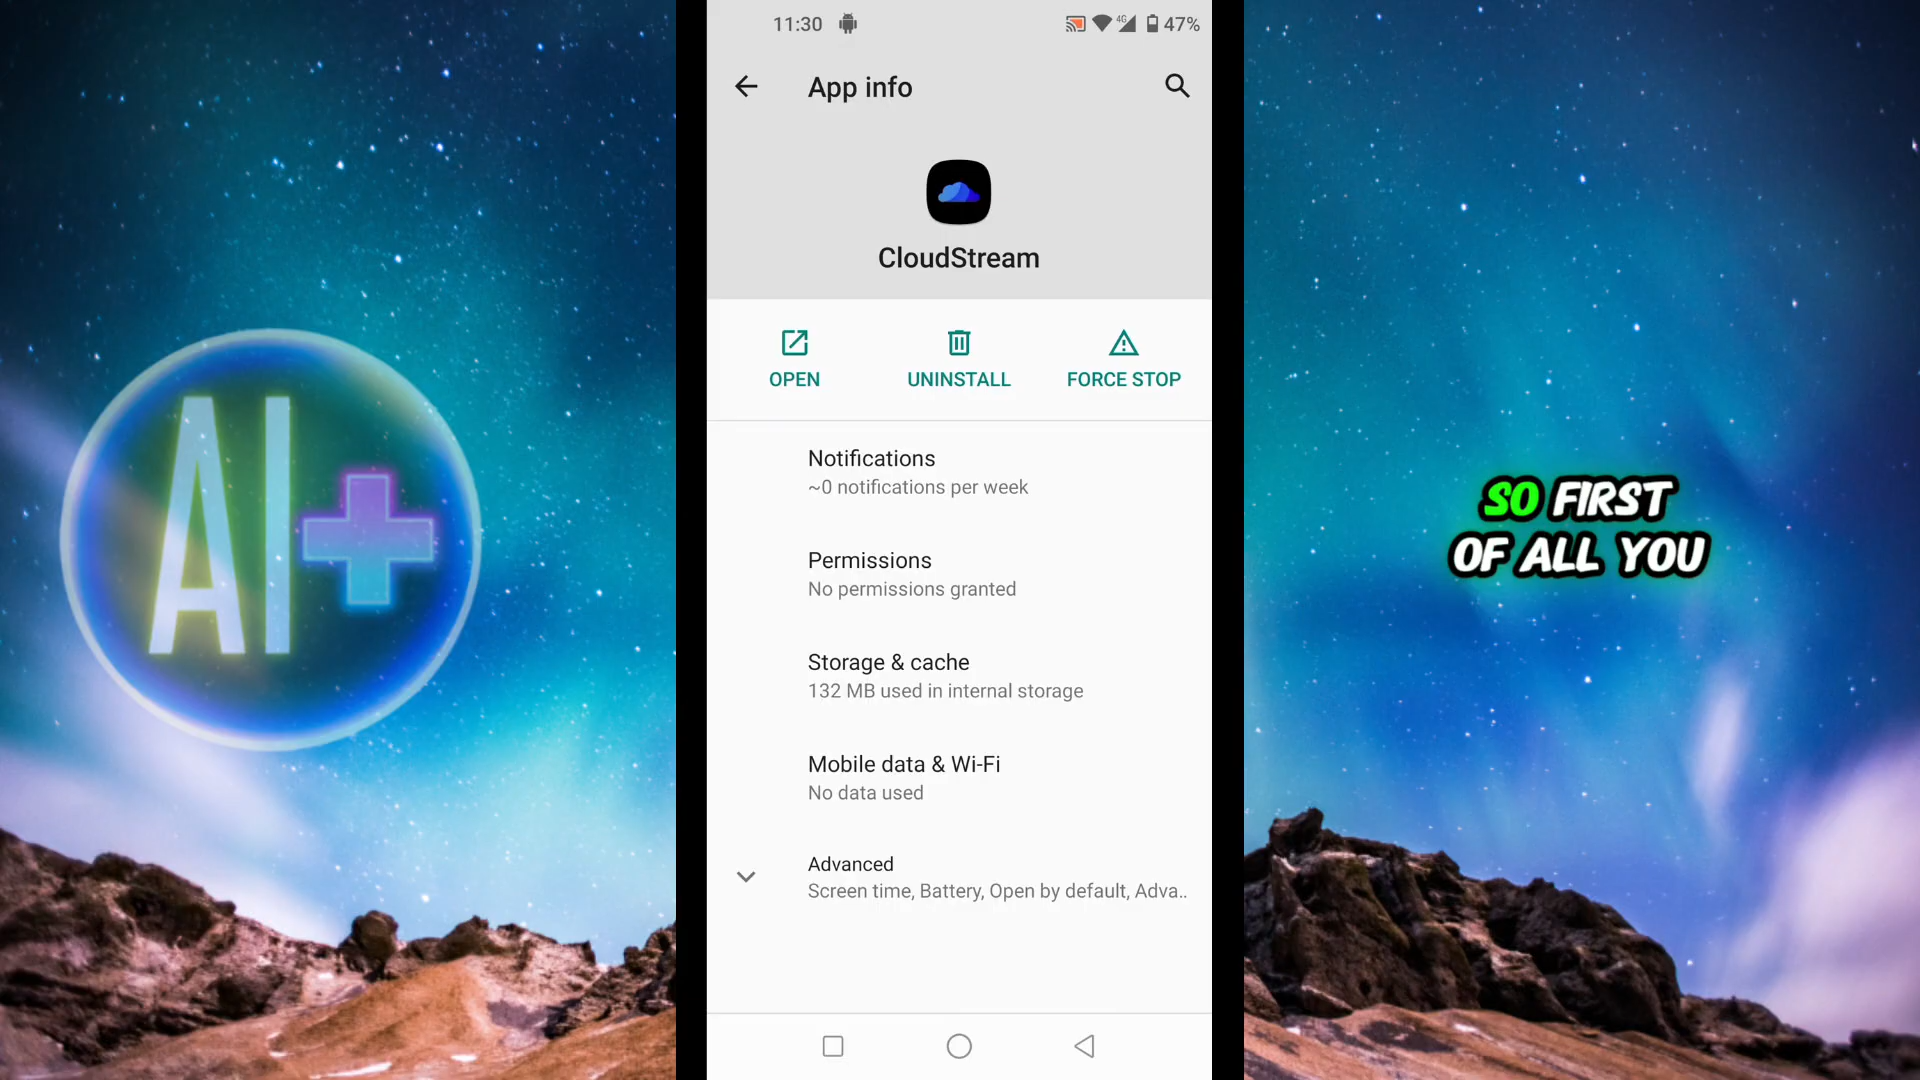 11:30
4G
47%
App info
CloudStream
OPEN
UNINSTALL
FORCE STOP
Notifications
~0 notifications per week
Permissions
No permissions granted
Storage & cache
132 MB used in internal storage
Mobile data & Wi-Fi
No data used
Advanced
Screen time, Battery, Open by default, Adva..
AI+
SO FIRST
OF ALL YOU